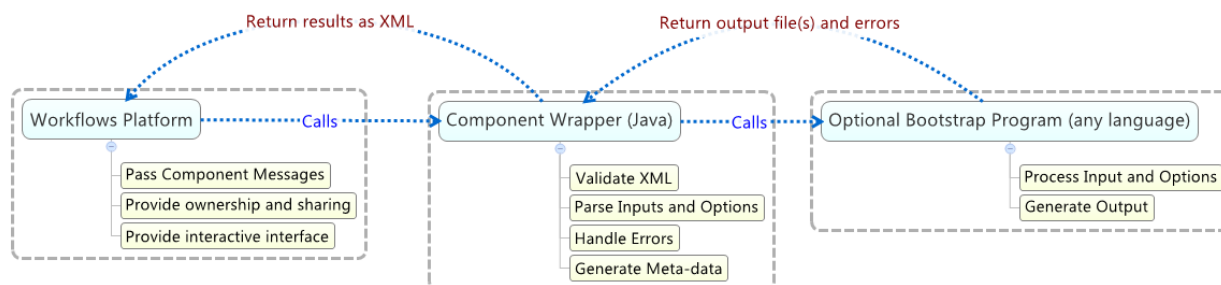 Return results as XML
Return output file(s) and errors
Workflows Platform
Calls
Component Wrapper (Java)
Calls
Optional Bootstrap Program (any language)
Pass Component Messages
Provide ownership and sharing
Provide interactive interface
Validate XML
Parse Inputs and Options
Handle Errors
Generate Meta-data
Process Input and Options
Generate Output